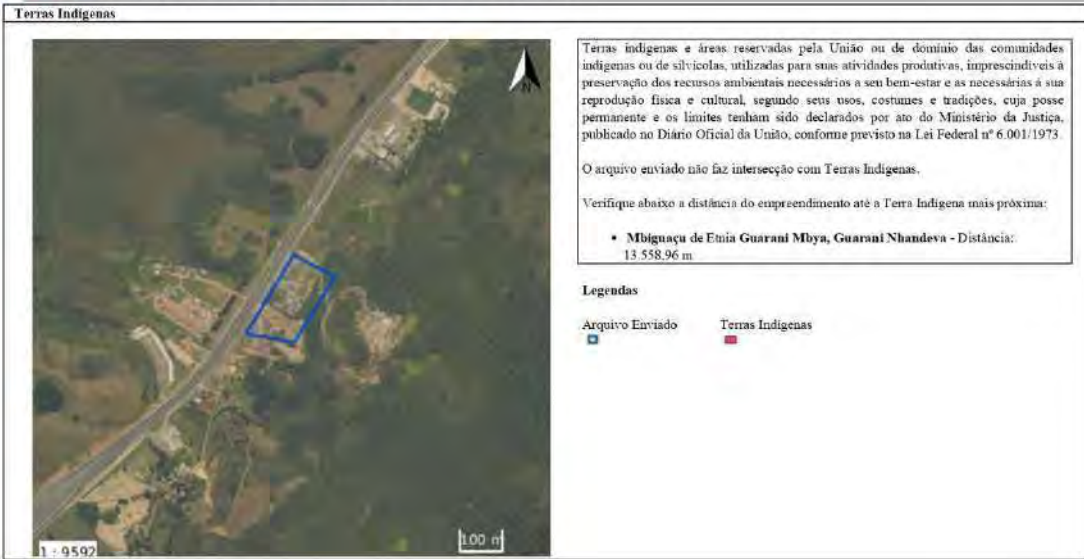 Terras Indígenas
N
1 : 9592
100 m
Terras indígenas e áreas reservadas pela União ou de domínio das comunidades
indígenas ou de silvícolas, utilizadas para suas atividades produtivas, imprescindíveis à
preservação dos recursos ambientais necessários a seu bem-estar e as necessárias à sua
reprodução física e cultural, segundo seus usos, costumes e tradições, cuja posse
permanente e os limites tenham sido declarados por ato do Ministério da Justiça,
publicado no Diário Oficial da União, conforme previsto na Lei Federal nº 6.001/1973.
O arquivo enviado não faz intersecção com Terras Indígenas.
Verifique abaixo a distância do empreendimento até a Terra Indígena mais próxima:
• Mbiguaçu de Etnia Guarani Mbya, Guarani Nhandeva - Distância:
13.558,96 m
Legendas
Arquivo Enviado Terras Indígenas